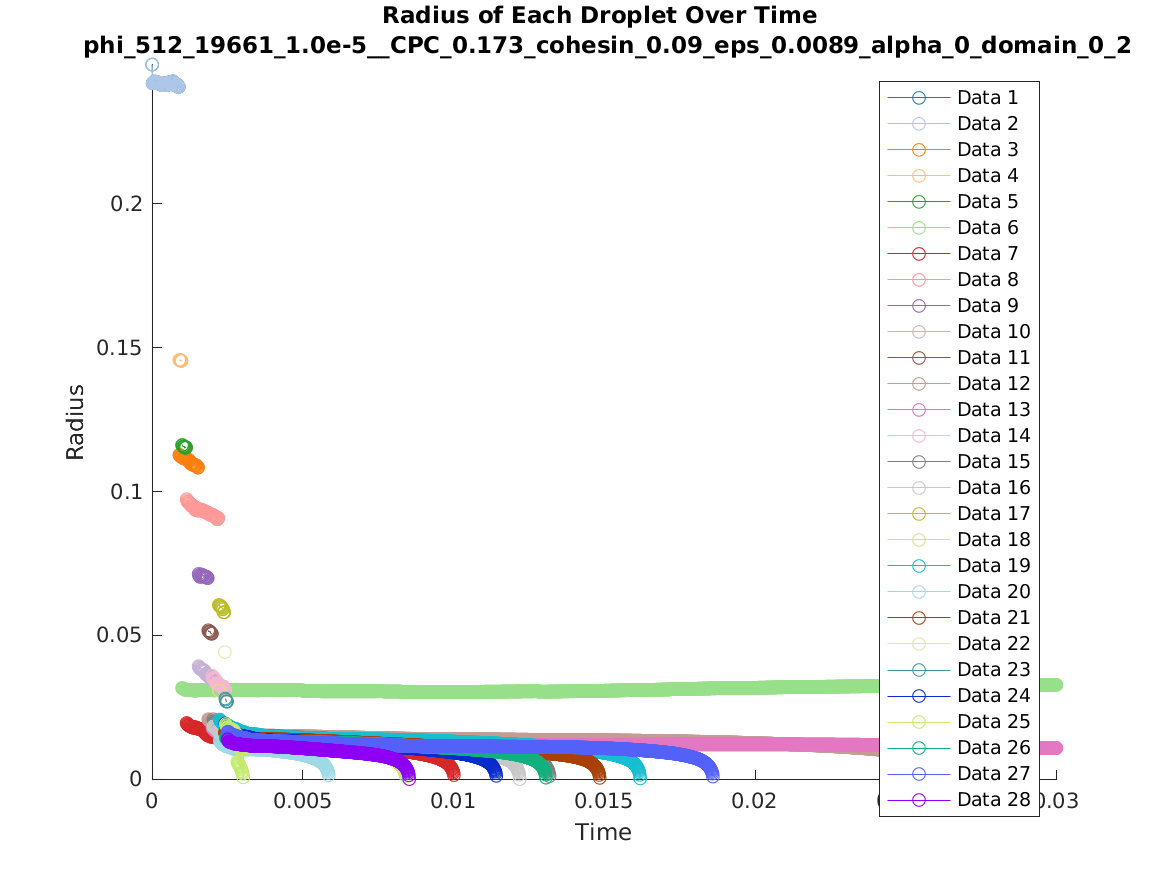 Radius of Each Droplet Over Time
phi_512_19661_1.0e-5__CPC_0.173_cohesin_0.09_eps_0.0089_alpha_0_domain_0_2
Radius
0.2
0.15
0.1
0.05
0
0
0.005
0.01
0.015
0.02
0.03
Time
Data 1
Data 2
Data 3
Data 4
Data 5
Data 6
Data 7
Data 8
Data 9
Data 10
Data 11
Data 12
Data 13
Data 14
Data 15
Data 16
Data 17
Data 18
Data 19
Data 20
Data 21
Data 22
Data 23
Data 24
Data 25
Data 26
Data 27
Data 28